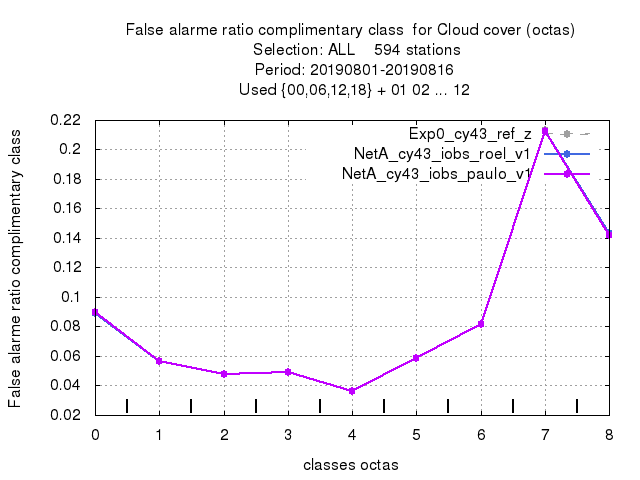 False alarme ratio complimentary class  for Cloud cover (octas)
Selection: ALL    594 stations
Period: 20190801-20190816
Used {00,06,12,18} + 01 02 ... 12
False alarme ratio complimentary class
0.22
0.2
0.18
0.16
0.14
0.12
0.1
0.08
0.06
0.04
0.02
Exp0_cy43_ref_z
NetA_cy43_iobs_roel_v1
NetA_cy43_iobs_paulo_v1
0 1 2 3 4 5 6 7 8
classes octas